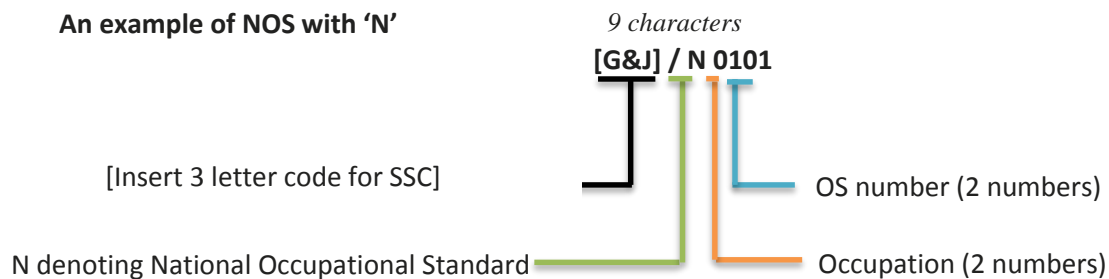 An example of NOS with ‘N’
9 characters
[G&J] / N 0101
[Insert 3 letter code for SSC]
OS number (2 numbers)
N denoting National Occupational Standard
Occupation (2 numbers)